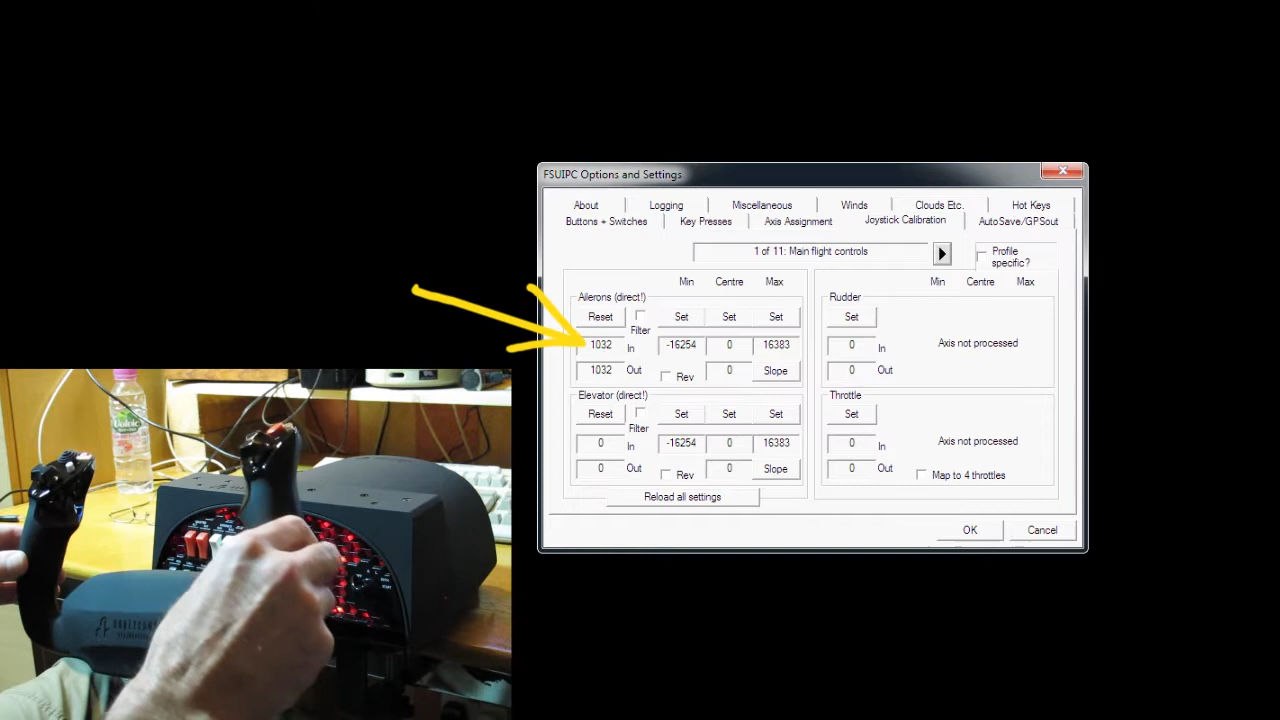 FSUIPC Options and Settings
About Logging Miscellaneous Winds Clouds Etc. Hot Keys
Buttons + Switches Key Presses Axis Assignment Joystick Calibration AutoSave/GPSout
1 of 11: Main flight controls
Profile specific?
Min Centre Max
Ailerons (direct!)
Reset Filter Set Set Set
1032 In -16254 0 16383
1032 Out Rev 0 Slope
Elevator (direct!)
Reset Filter Set Set Set
0 In -16254 0 16383
0 Out Rev 0 Slope
Reload all settings
Min Centre Max
Rudder
Set
0 In Axis not processed
0 Out
Throttle
Set
0 In Axis not processed
0 Out Map to 4 throttles
OK Cancel
Volvic